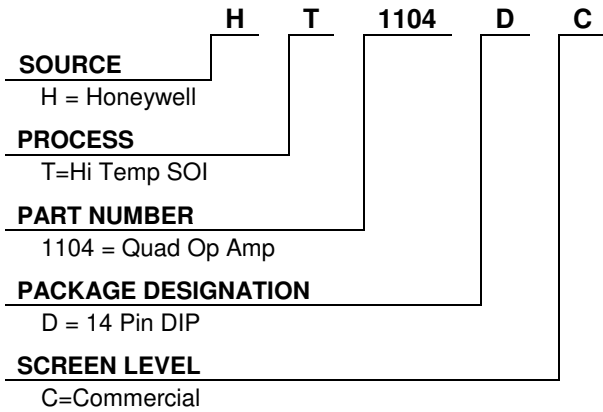 H T 1104 D C
SOURCE
H = Honeywell
PROCESS
T=Hi Temp SOI
PART NUMBER
1104 = Quad Op Amp
PACKAGE DESIGNATION
D = 14 Pin DIP
SCREEN LEVEL
C=Commercial